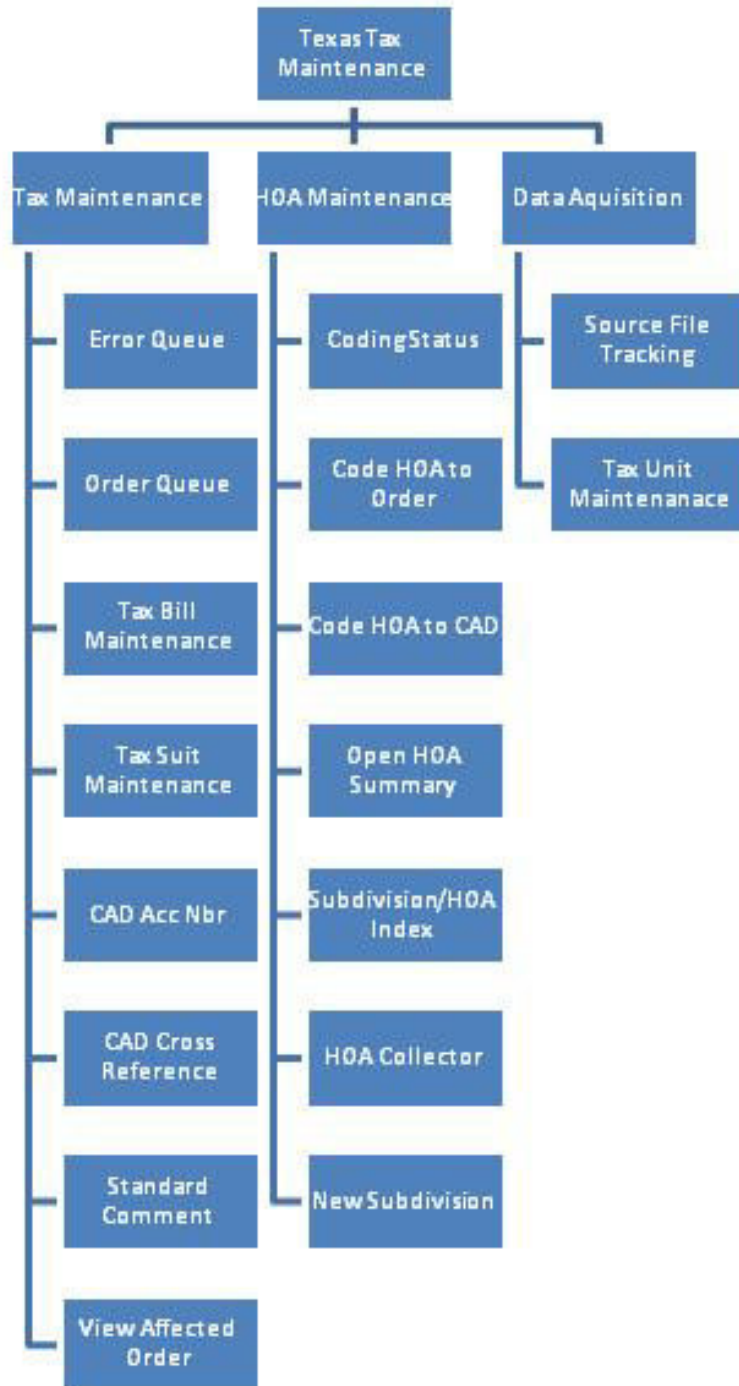 Texas Tax
Maintenance
Tax Maintenance
HOA Maintenance
Data Aquisition
Error Queue
Order Queue
Tax Bill
Maintenance
Tax Suit
Maintenance
CAD Acc Nbr
CAD Cross
Reference
Standard
Comment
View Affected
Order
Coding Status
Code HOA to
Order
Code HOA to CAD
Open HOA
Summary
Subdivision/HOA
Index
HOA Collector
New Subdivision
Source File
Tracking
Tax Unit
Maintenanace